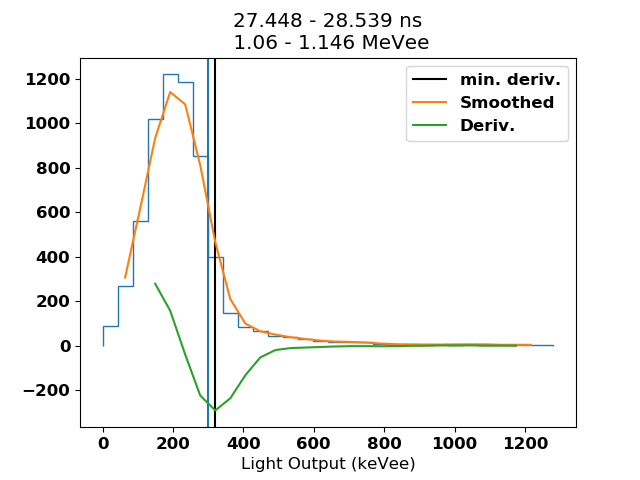 27.448 - 28.539 ns
1.06 - 1.146 MeVee
min. deriv.
Smoothed
Deriv.
1200
1000
800
600
400
200
0
−200
0 200 400 600 800 1000 1200
Light Output (keVee)